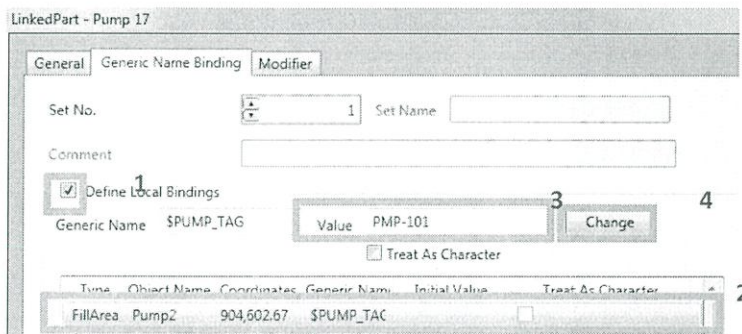 LinkedPart - Pump 17
General Generic Name Binding Modifier
Set No. 1 Set Name
Comment
1
Define Local Bindings
3 4
Generic Name $PUMP_TAG Value PMP-101 Change
Treat As Character
Type Object Name Coordinates Generic Name Initial Value Treat As Character
2
FillArea Pump2 904,602.67 $PUMP_TAG